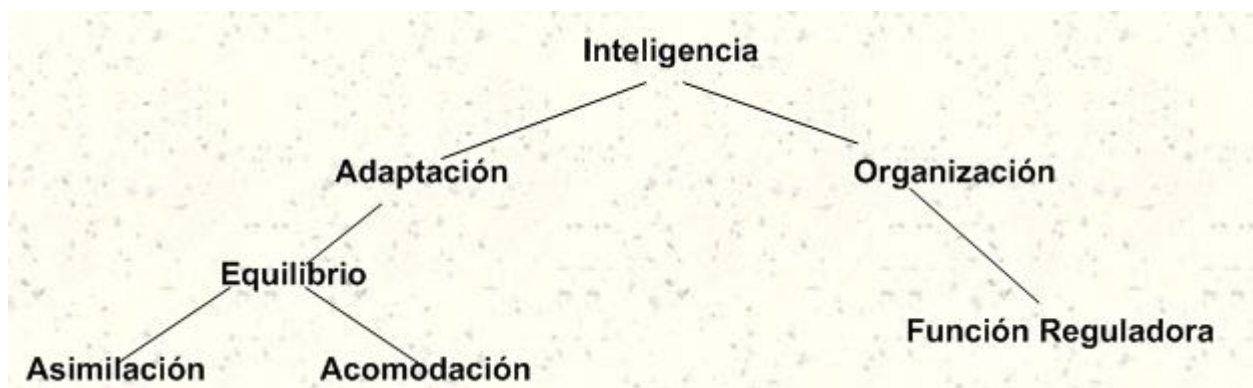 Inteligencia
Adaptación
Organización
Equilibrio
Función Reguladora
Asimilación
Acomodación